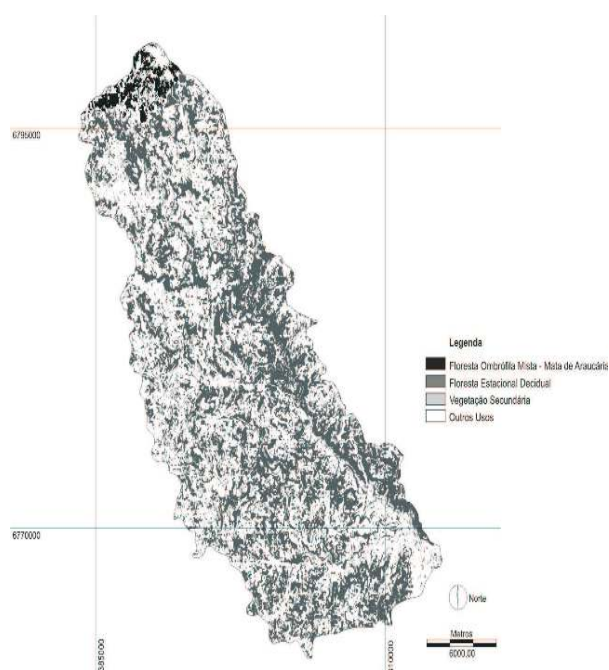 6795000
Legenda
Floresta Ombrófila Mista - Mata de Araucária
Floresta Estacional Decidual
Vegetação Secundária
Outros Usos
6770000
Norte
Metros
6000,00